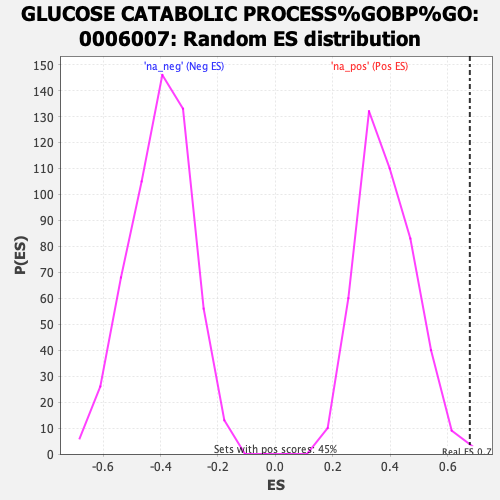 GLUCOSE CATABOLIC PROCESS%GOBP%GO:
0006007: Random ES distribution
'na_neg' (Neg ES)
'na_pos' (Pos ES)
150
140
130
120
110
100
90
80
70
60
50
40
30
20
10
0
P(ES)
Sets with pos scores: 45%
Real ES 0.7
-0.6
-0.4
-0.2
0.0
0.2
0.4
0.6
ES